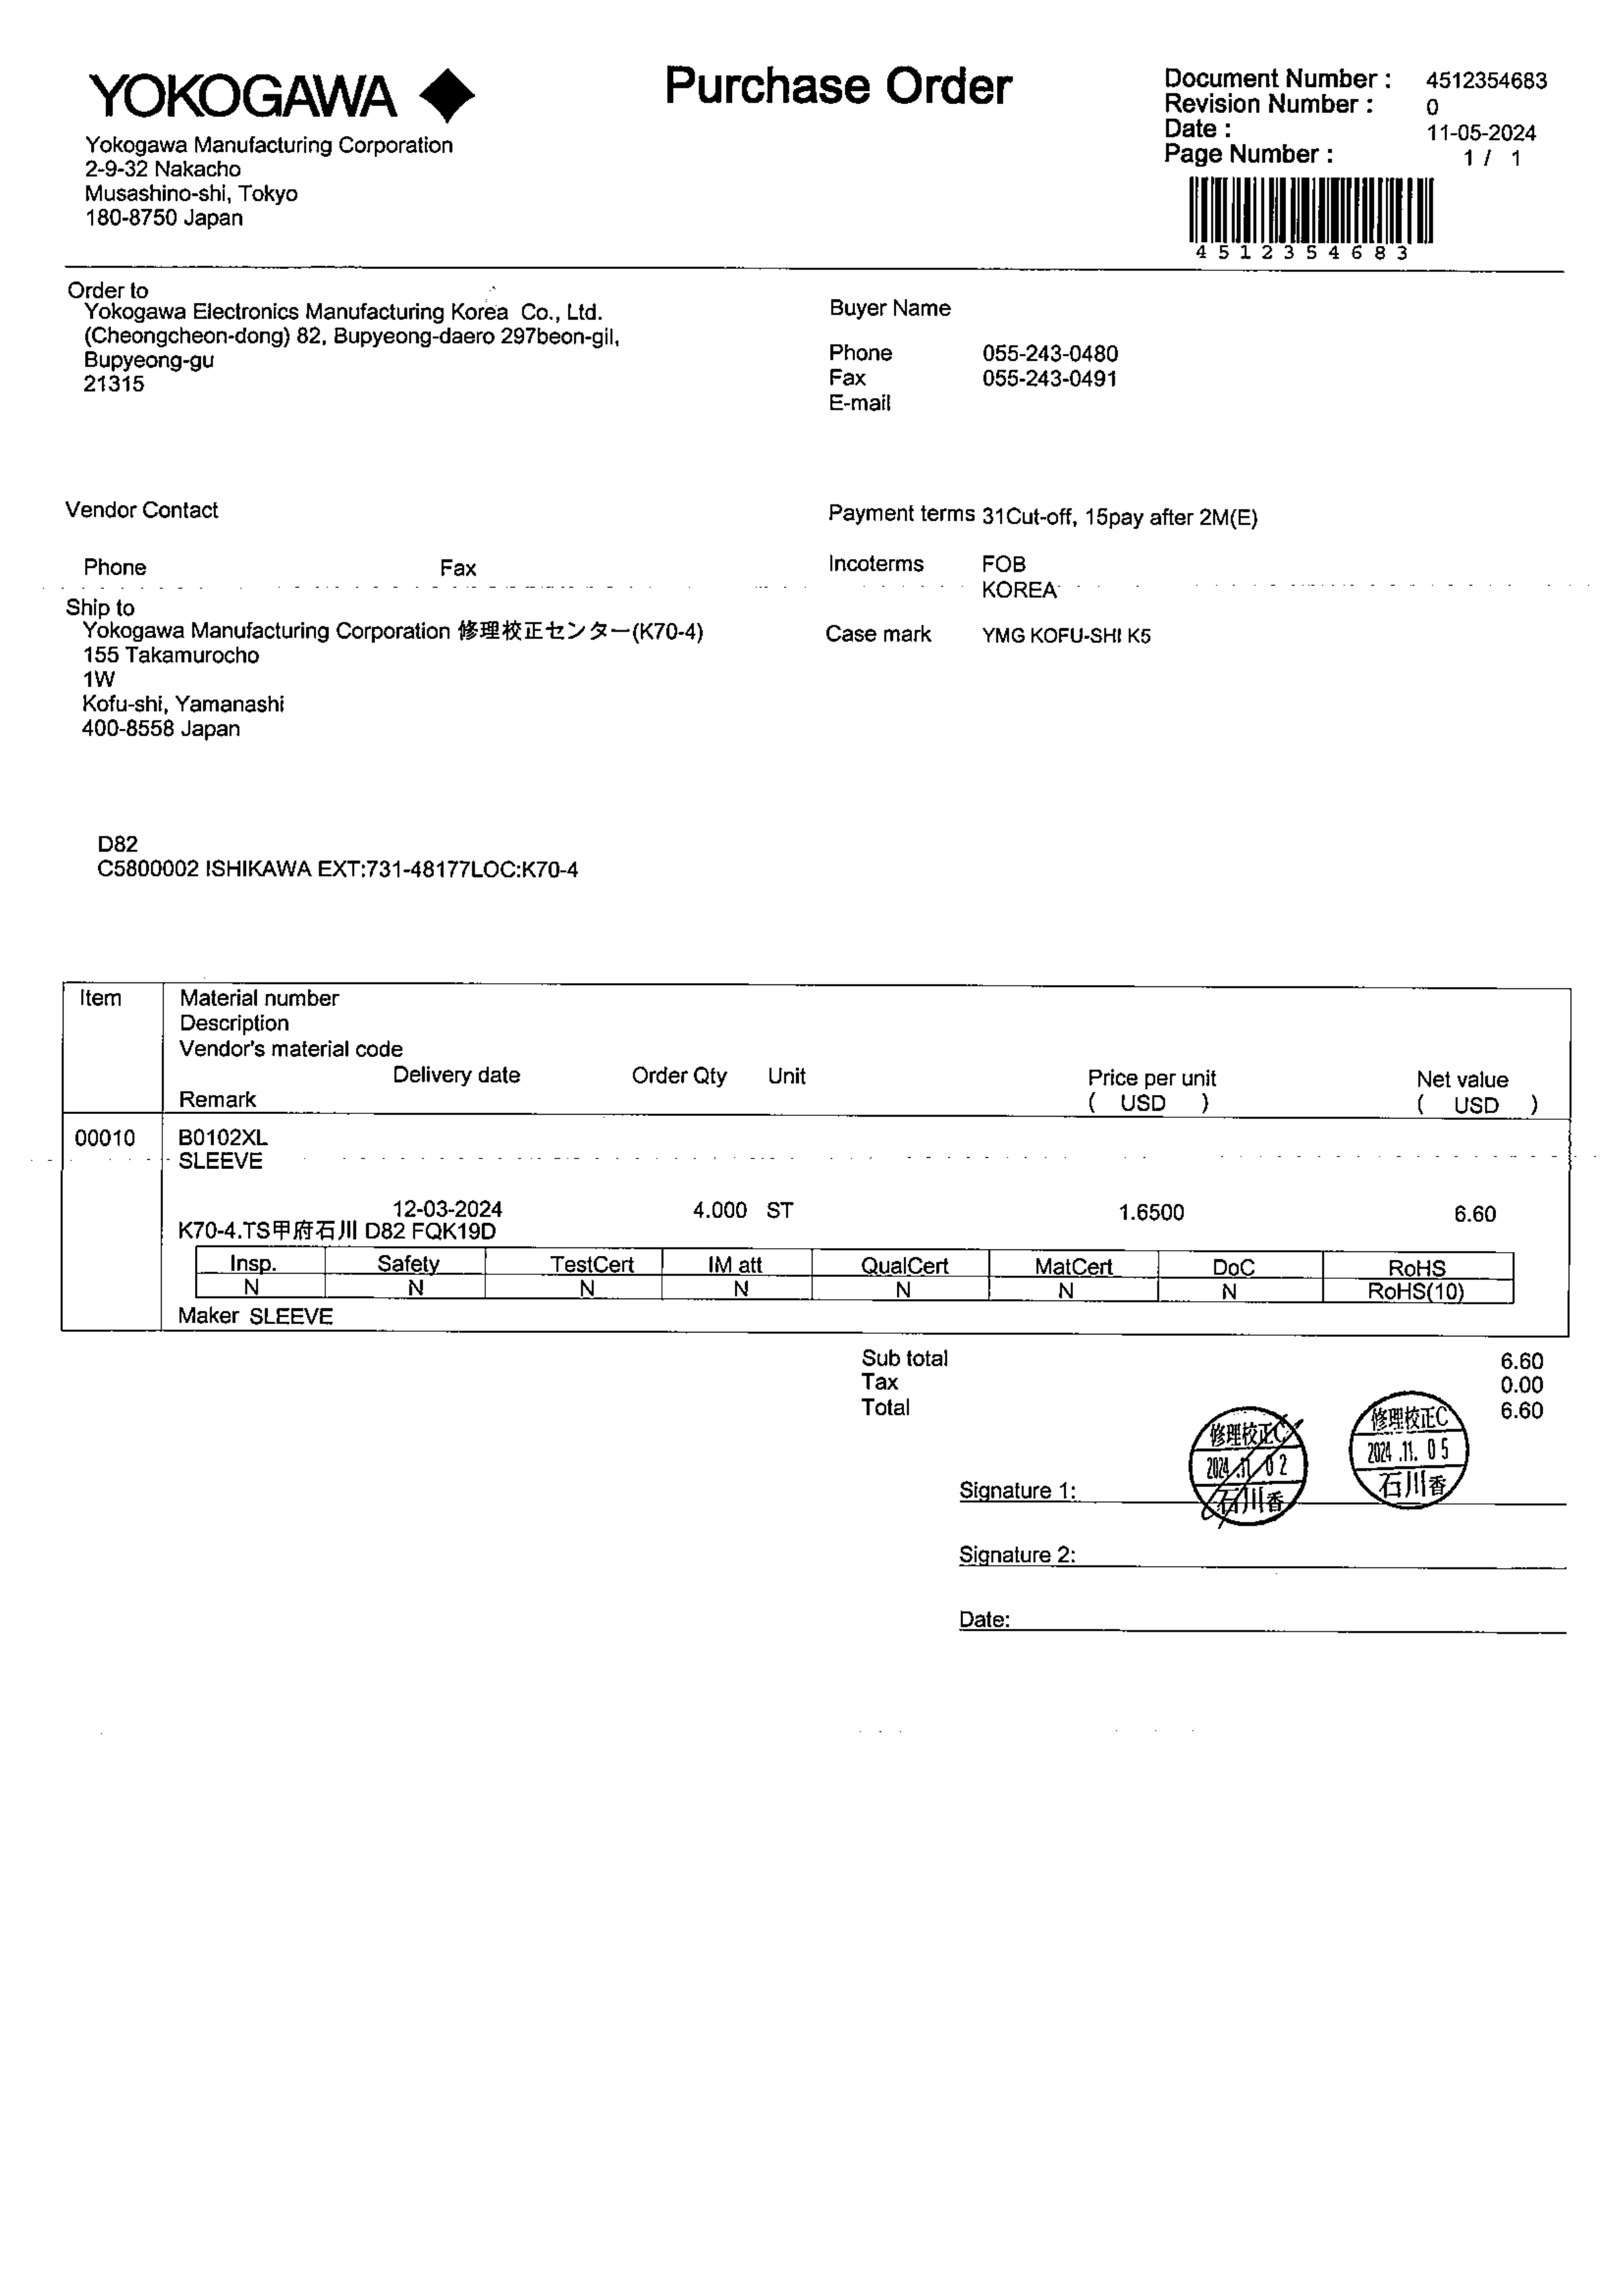 YOKOGAWA
Yokogawa Manufacturing Corporation
2-9-32 Nakacho
Musashino-shi, Tokyo
180-8750 Japan
Purchase Order
Document Number : 4512354683
Revision Number : 0
Date : 11-05-2024
Page Number : 1 / 1
4512354683
Order to
Yokogawa Electronics Manufacturing Korea Co., Ltd.
(Cheongcheon-dong) 82, Bupyeong-daero 297beon-gil,
Bupyeong-gu
21315
Buyer Name
Phone 055-243-0480
Fax 055-243-0491
E-mail
Vendor Contact
Phone Fax
Payment terms 31Cut-off, 15pay after 2M(E)
Incoterms FOB
KOREA
Ship to
Yokogawa Manufacturing Corporation 修理校正センター(K70-4)
155 Takamurocho
1W
Kofu-shi, Yamanashi
400-8558 Japan
Case mark YMG KOFU-SHI K5
D82
C5800002 ISHIKAWA EXT:731-48177LOC:K70-4
Item Material number
Description
Vendor's material code
Delivery date Order Qty Unit Price per unit Net value
Remark ( USD ) ( USD )
00010 B0102XL
SLEEVE
12-03-2024 4.000 ST 1.6500 6.60
K70-4.TS甲府石川 D82 FQK19D
Insp. Safety TestCert IM att QualCert MatCert DoC RoHS
N N N N N N N RoHS(10)
Maker SLEEVE
Sub total 6.60
Tax 0.00
Total 6.60
修理校正C
2024.11.02
石川香
修理校正C
2024.11.05
石川香
Signature 1:
Signature 2:
Date: